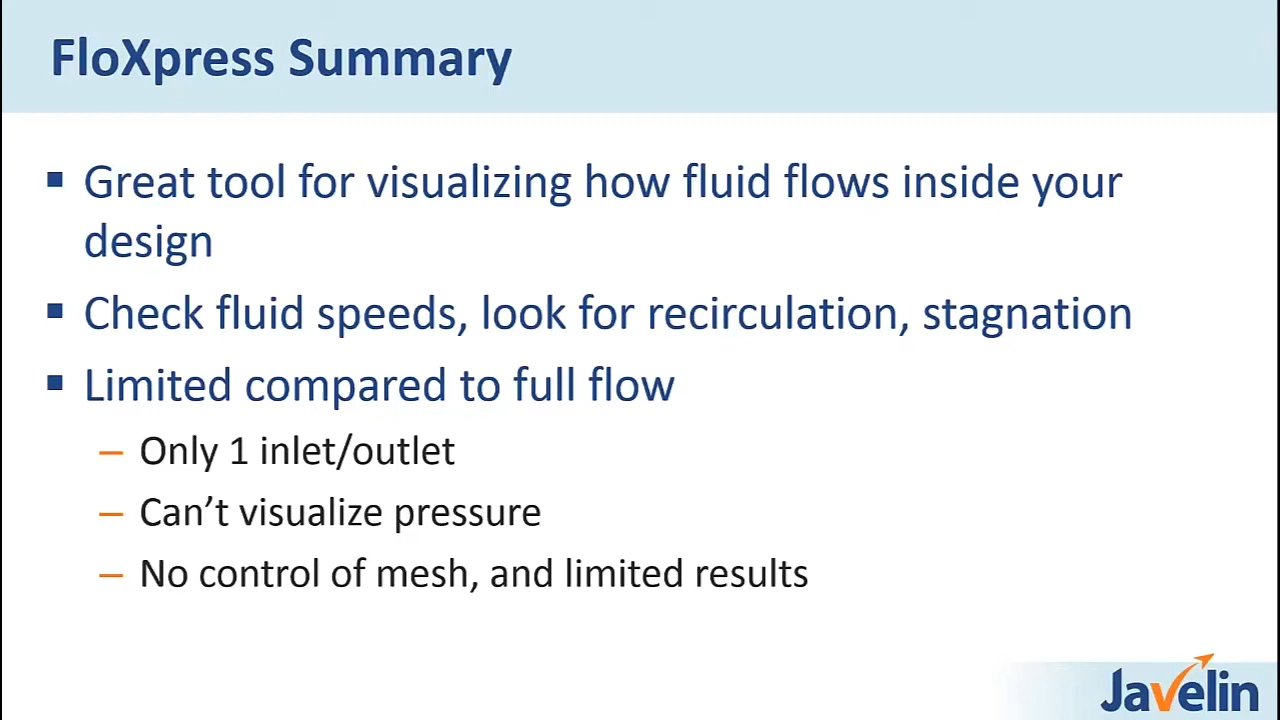 FloXpress Summary
▪ Great tool for visualizing how fluid flows inside your
design
▪ Check fluid speeds, look for recirculation, stagnation
▪ Limited compared to full flow
– Only 1 inlet/outlet
– Can’t visualize pressure
– No control of mesh, and limited results
Javelin